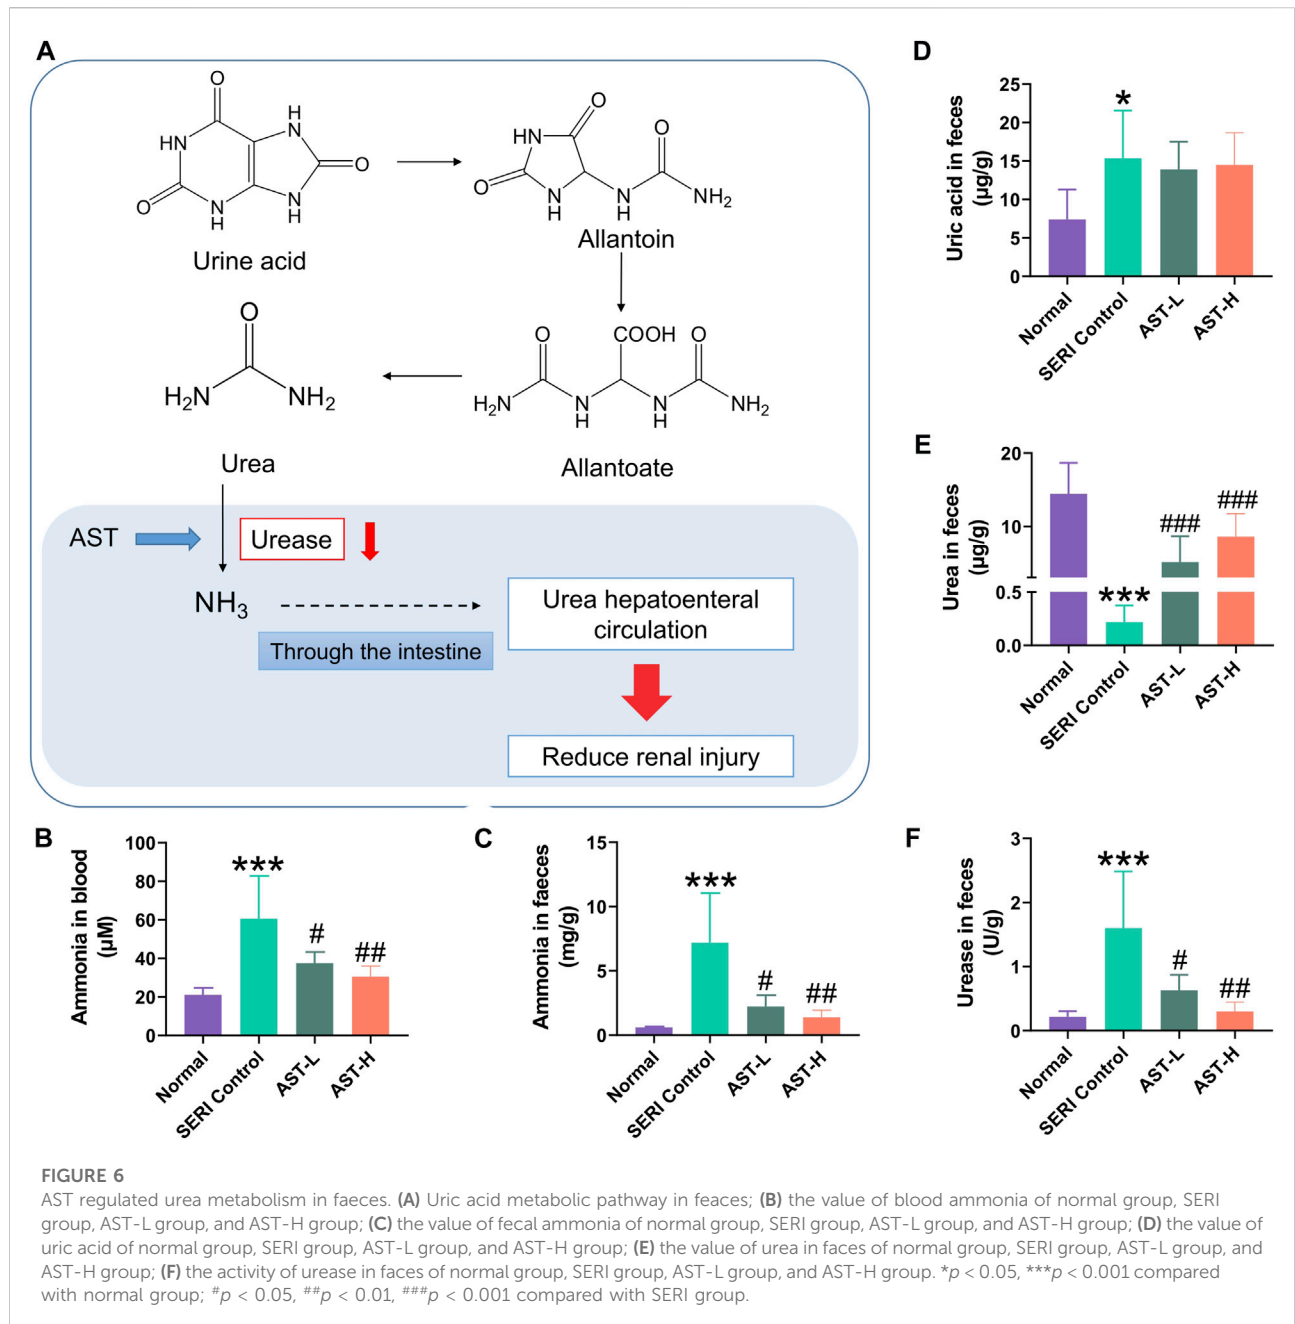 A
O
H
N
HN
O
O
N
H
N
H
Urine acid
O
HN
O
O
N
H
N
H
NH2
Allantoin
O
H2N
NH2
Urea
O
COOH
O
H2N
N
H
N
H
NH2
Allantoate
AST
Urease
NH3
Through the intestine
Urea hepatoenteral
circulation
Reduce renal injury
D
Uric acid in feces
(μg/g)
25
20
15
10
5
0
*
Normal
SERI Control
AST-L
AST-H
E
Urea in feces
(μg/g)
20
10
0.5
0.0
***
###
###
Normal
SERI Control
AST-L
AST-H
B
Ammonia in blood
(μM)
100
80
60
40
20
0
***
#
##
Normal
SERI Control
AST-L
AST-H
C
Ammonia in faeces
(mg/g)
15
10
5
0
***
#
##
Normal
SERI Control
AST-L
AST-H
F
Urease in feces
(U/g)
3
2
1
0
***
#
##
Normal
SERI Control
AST-L
AST-H
FIGURE 6
AST regulated urea metabolism in faeces. (A) Uric acid metabolic pathway in feaces; (B) the value of blood ammonia of normal group, SERI
group, AST-L group, and AST-H group; (C) the value of fecal ammonia of normal group, SERI group, AST-L group, and AST-H group; (D) the value of
uric acid of normal group, SERI group, AST-L group, and AST-H group; (E) the value of urea in faces of normal group, SERI group, AST-L group, and
AST-H group; (F) the activity of urease in faces of normal group, SERI group, AST-L group, and AST-H group. *p < 0.05, ***p < 0.001 compared
with normal group; #p < 0.05, ##p < 0.01, ###p < 0.001 compared with SERI group.